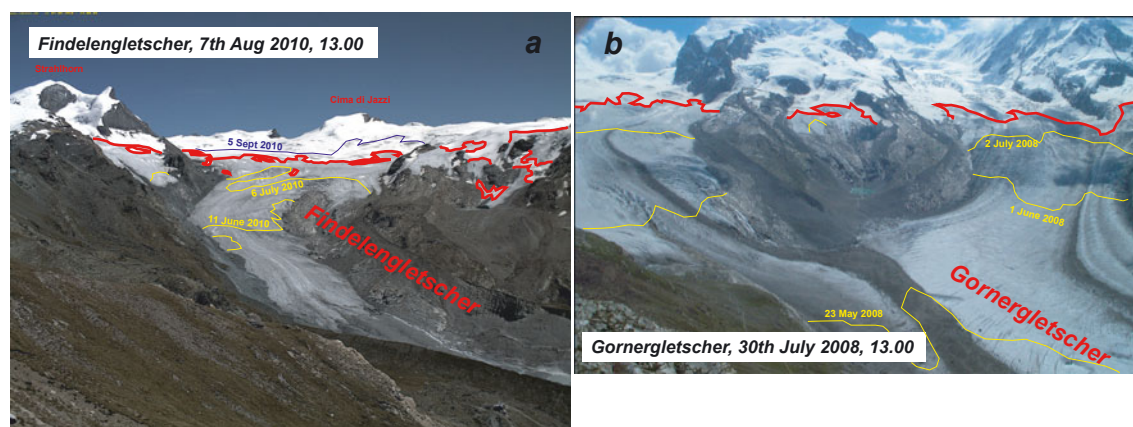 Findelengletscher, 7th Aug 2010, 13.00
a
Cima di Jazzi
5 Sept 2010
6 July 2010
11 June 2010
Findelengletscher
b
2 July 2008
1 June 2008
Gornergletscher
23 May 2008
Gornergletscher, 30th July 2008, 13.00